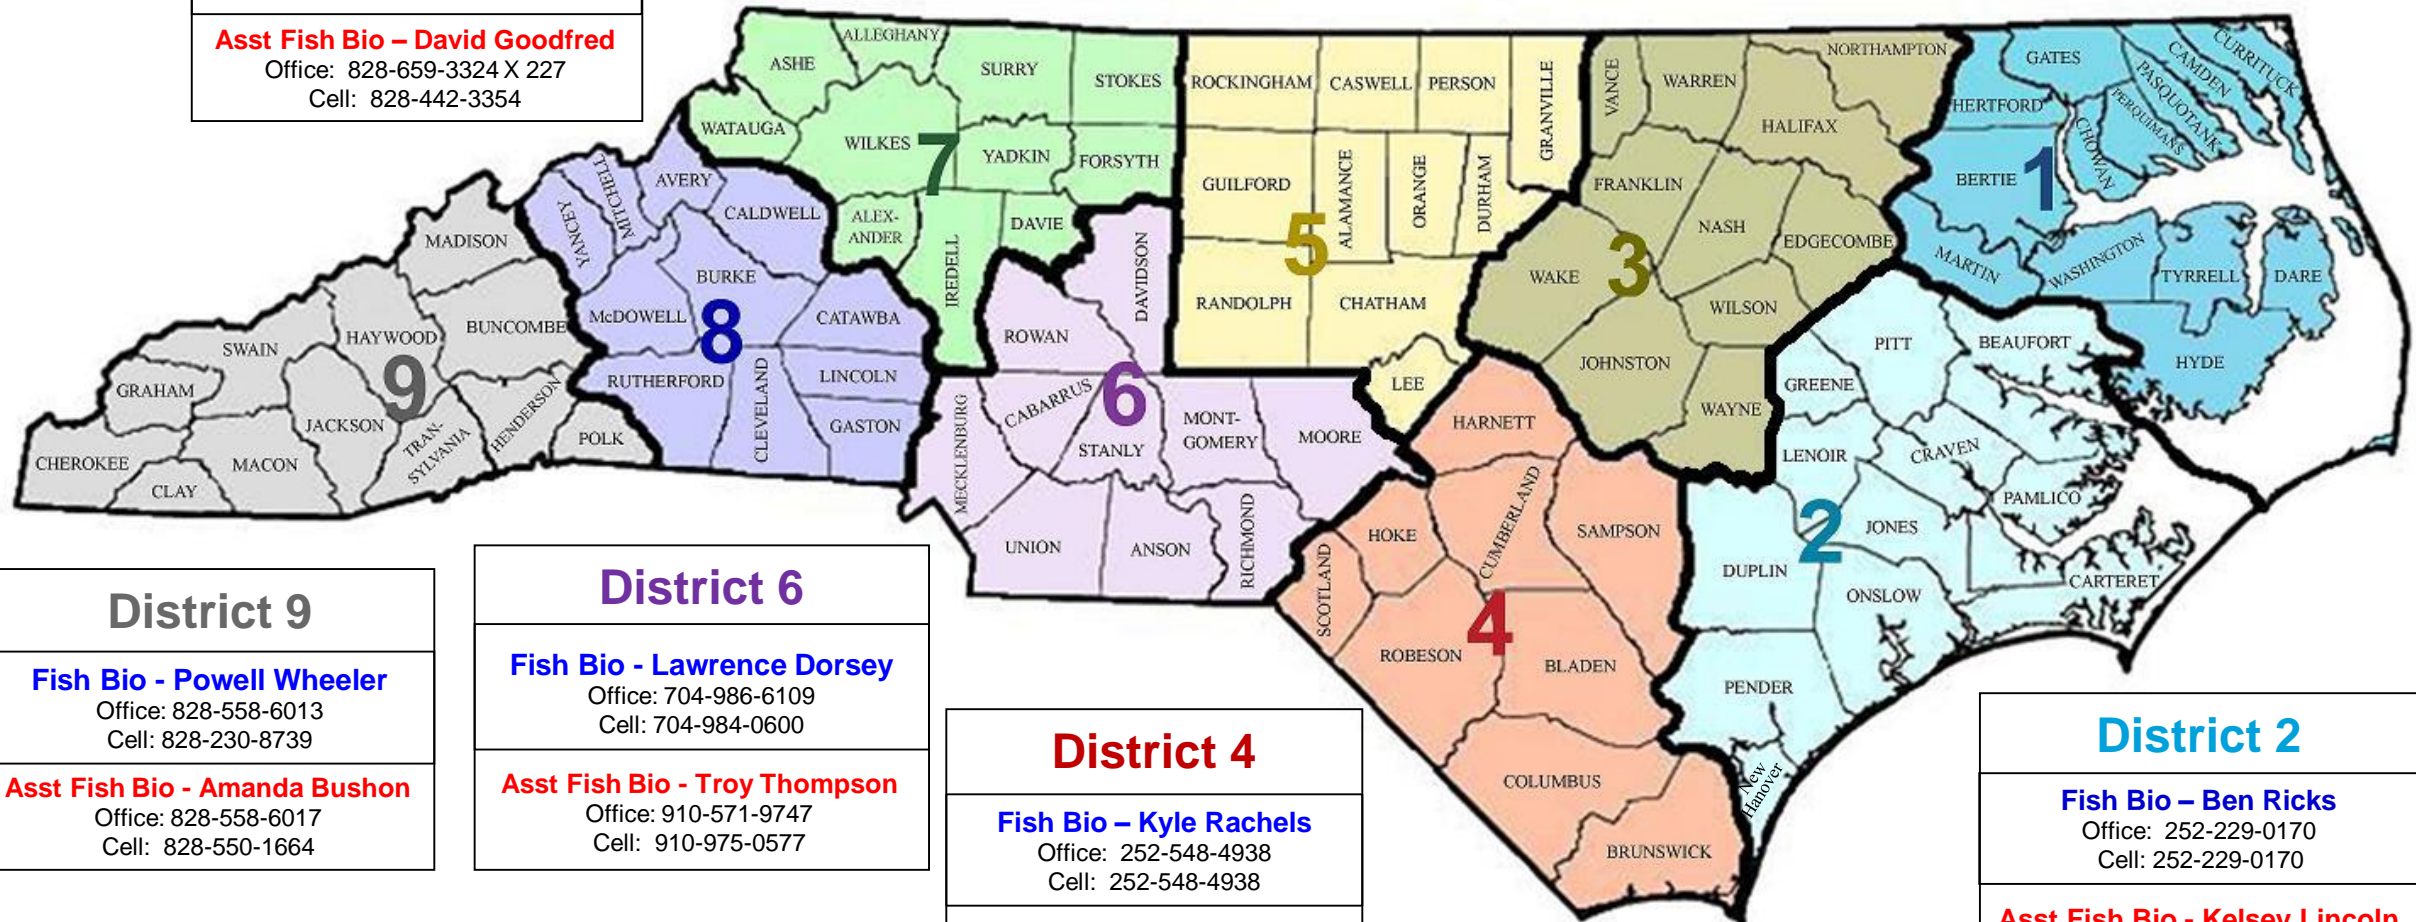 Asst Fish Bio – David Goodfred
Office: 828-659-3324 X 227
Cell: 828-442-3354
ASHE
ALLEGHANY
SURRY
STOKES
WATAUGA
WILKES
7
YADKIN
FORSYTH
ALEX-
ANDER
IREDELL
DAVIE
ROCKINGHAM
CASWELL
PERSON
GRANVILLE
GUILFORD
ALAMANCE
ORANGE
DURHAM
5
RANDOLPH
CHATHAM
LEE
VANCE
WARREN
NORTHAMPTON
HALIFAX
FRANKLIN
NASH
EDGECOMBE
WAKE
3
WILSON
JOHNSTON
WAYNE
GATES
CURRITUCK
CAMDEN
PASQUOTANK
PERQUIMANS
CHOWAN
HERTFORD
BERTIE
1
MARTIN
WASHINGTON
TYRRELL
DARE
HYDE
MITCHELL
AVERY
YANCEY
CALDWELL
BURKE
McDOWELL
8
CATAWBA
RUTHERFORD
CLEVELAND
LINCOLN
GASTON
MADISON
BUNCOMBE
HAYWOOD
SWAIN
GRAHAM
9
JACKSON
TRAN-
SYLVANIA
HENDERSON
POLK
CHEROKEE
CLAY
MACON
DAVIDSON
ROWAN
CABARRUS
6
MECKLENBURG
STANLY
MONT-
GOMERY
MOORE
UNION
ANSON
RICHMOND
HARNETT
HOKE
CUMBERLAND
SAMPSON
SCOTLAND
ROBESON
4
BLADEN
COLUMBUS
BRUNSWICK
PITT
BEAUFORT
GREENE
LENOIR
CRAVEN
PAMLICO
2
JONES
DUPLIN
ONSLOW
CARTERET
PENDER
New
Hanover
District 9
Fish Bio - Powell Wheeler
Office: 828-558-6013
Cell: 828-230-8739
Asst Fish Bio - Amanda Bushon
Office: 828-558-6017
Cell: 828-550-1664
District 6
Fish Bio - Lawrence Dorsey
Office: 704-986-6109
Cell: 704-984-0600
Asst Fish Bio - Troy Thompson
Office: 910-571-9747
Cell: 910-975-0577
District 4
Fish Bio – Kyle Rachels
Office: 252-548-4938
Cell: 252-548-4938
District 2
Fish Bio – Ben Ricks
Office: 252-229-0170
Cell: 252-229-0170
Asst Fish Bio - Kelsey Lincoln